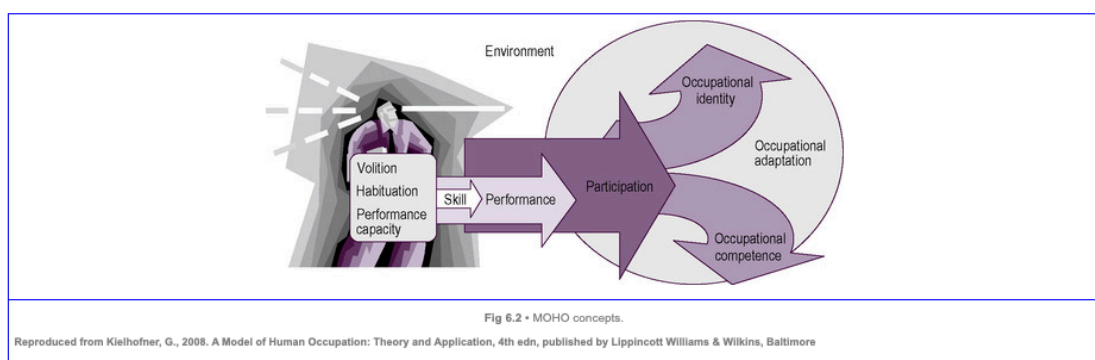 Environment
Volition
Habituation
Performance
capacity
Skill
Performance
Participation
Occupational
identity
Occupational
adaptation
Occupational
competence
Fig 6.2 • MOHO concepts.
Reproduced from Kielhofner, G., 2008. A Model of Human Occupation: Theory and Application, 4th edn, published by Lippincott Williams & Wilkins, Baltimore